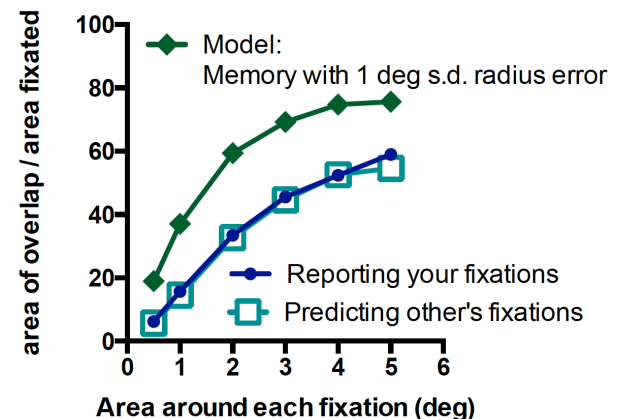 100
80
60
40
20
0
area of overlap / area fixated
Model:
Memory with 1 deg s.d. radius error
Reporting your fixations
Predicting other's fixations
0 1 2 3 4 5 6
Area around each fixation (deg)